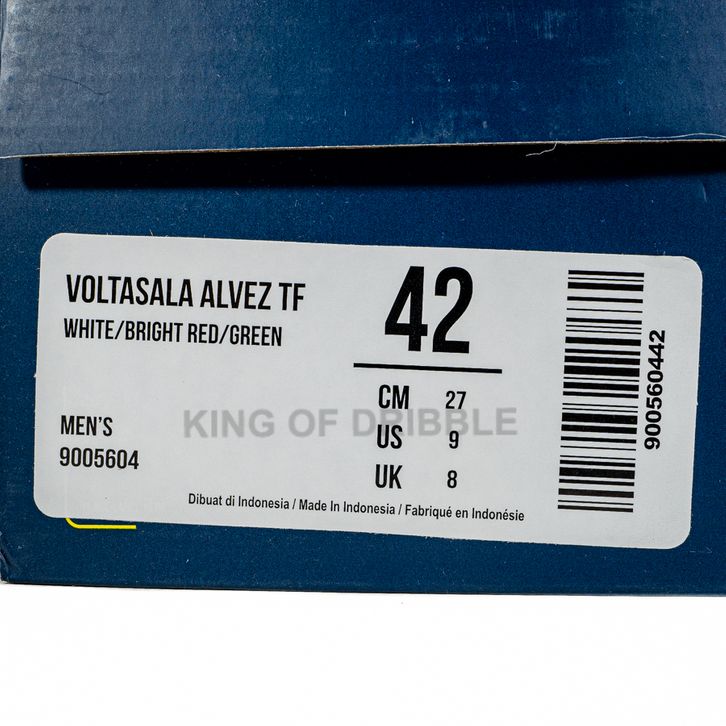 VOLTASALA ALVEZ TF
WHITE/BRIGHT RED/GREEN
MEN'S
9005604
42
CM 27
US 9
UK 8
KING OF DRIBBLE
Dibuat di Indonesia / Made In Indonesia / Fabriqué en Indonésie
900560442